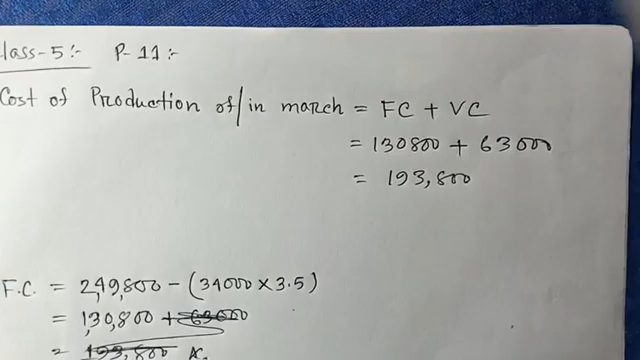 lass-5:- P-11:-
Cost of Production of/in march = FC + VC
= 130800 + 63000
= 193,800
F.C. = 249,800 - (34000 × 3.5)
= 130,800 + 63000
= 193,800